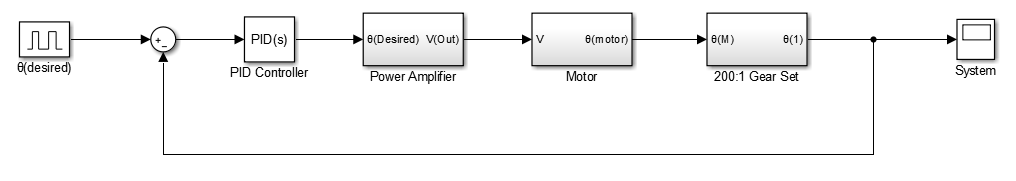 θ(desired)
+
−
PID(s)
PID Controller
θ(Desired) V(Out)
Power Amplifier
V θ(motor)
Motor
θ(M) θ(1)
200:1 Gear Set
System